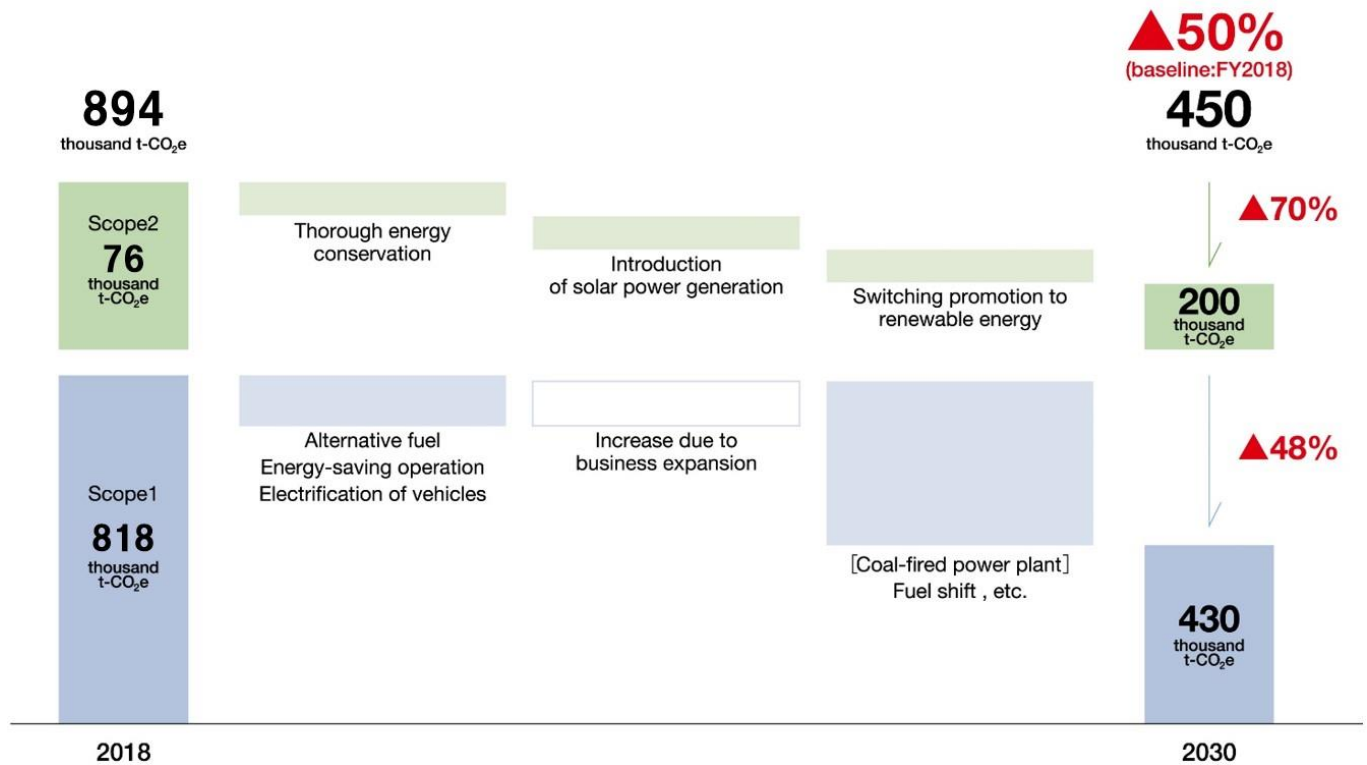 ▲50%
(baseline:FY2018)
894
thousand t-CO₂e
450
thousand t-CO₂e
Scope2
76
thousand
t-CO₂e
Thorough energy
conservation
Introduction
of solar power generation
Switching promotion to
renewable energy
▲70%
200
thousand
t-CO₂e
Scope1
818
thousand
t-CO₂e
Alternative fuel
Energy-saving operation
Electrification of vehicles
Increase due to
business expansion
[Coal-fired power plant]
Fuel shift , etc.
▲48%
430
thousand
t-CO₂e
2018
2030